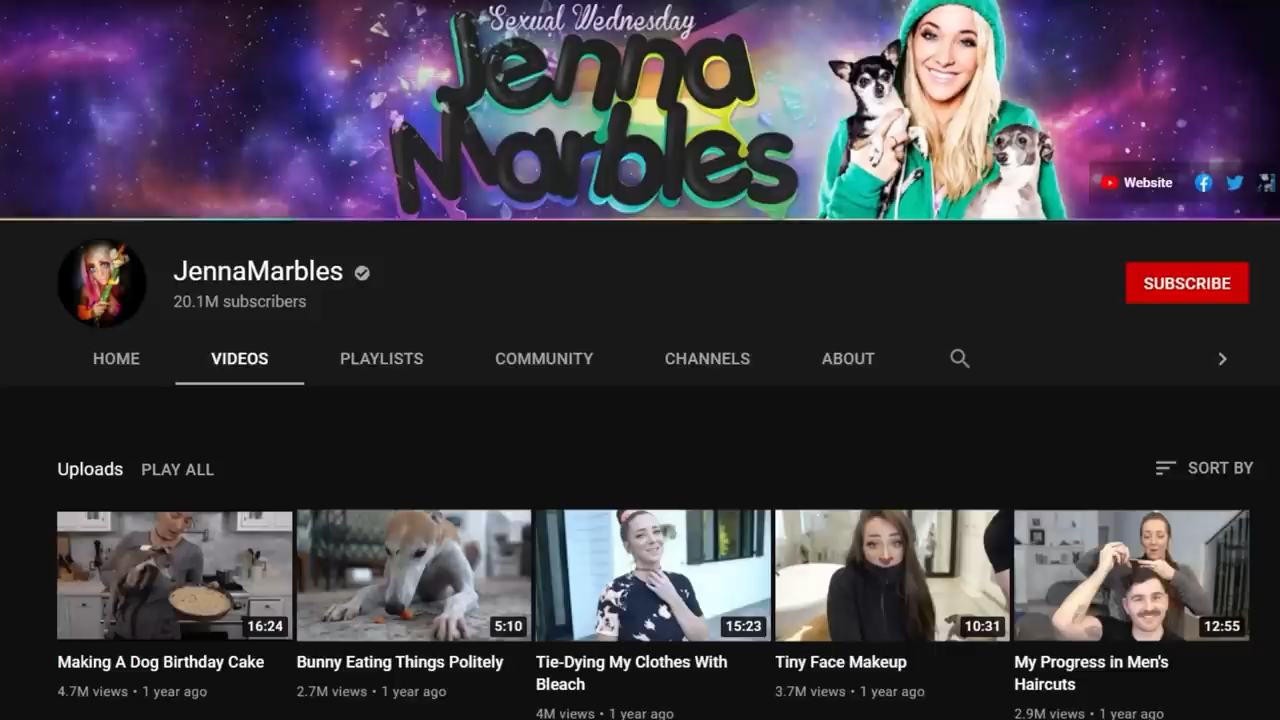 Sexual Wednesday
Jenna
Marbles
Website
JennaMarbles
20.1M subscribers
SUBSCRIBE
HOME VIDEOS PLAYLISTS COMMUNITY CHANNELS ABOUT
Uploads PLAY ALL SORT BY
16:24 5:10 15:23 10:31 12:55
Making A Dog Birthday Cake
4.7M views • 1 year ago
Bunny Eating Things Politely
2.7M views • 1 year ago
Tie-Dying My Clothes With
Bleach
4M views • 1 year ago
Tiny Face Makeup
3.7M views • 1 year ago
My Progress in Men's
Haircuts
2.9M views • 1 year ago